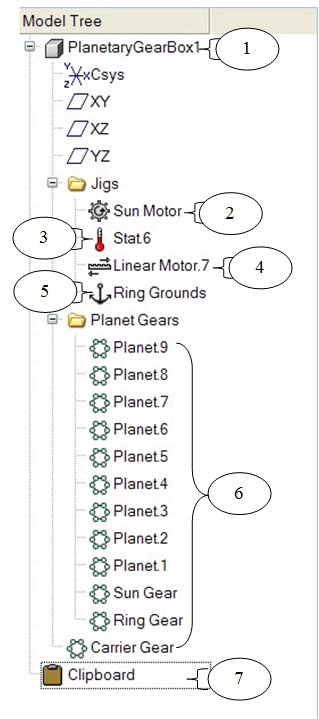 Model Tree
PlanetaryGearBox1 1
Y
Z x Csys
XY
XZ
YZ
Jigs
Sun Motor 2
3 Stat.6
Linear Motor.7 4
5 Ring Grounds
Planet Gears
Planet.9
Planet.8
Planet.7
Planet.6
Planet.5
Planet.4 6
Planet.3
Planet.2
Planet.1
Sun Gear
Ring Gear
Carrier Gear
Clipboard 7